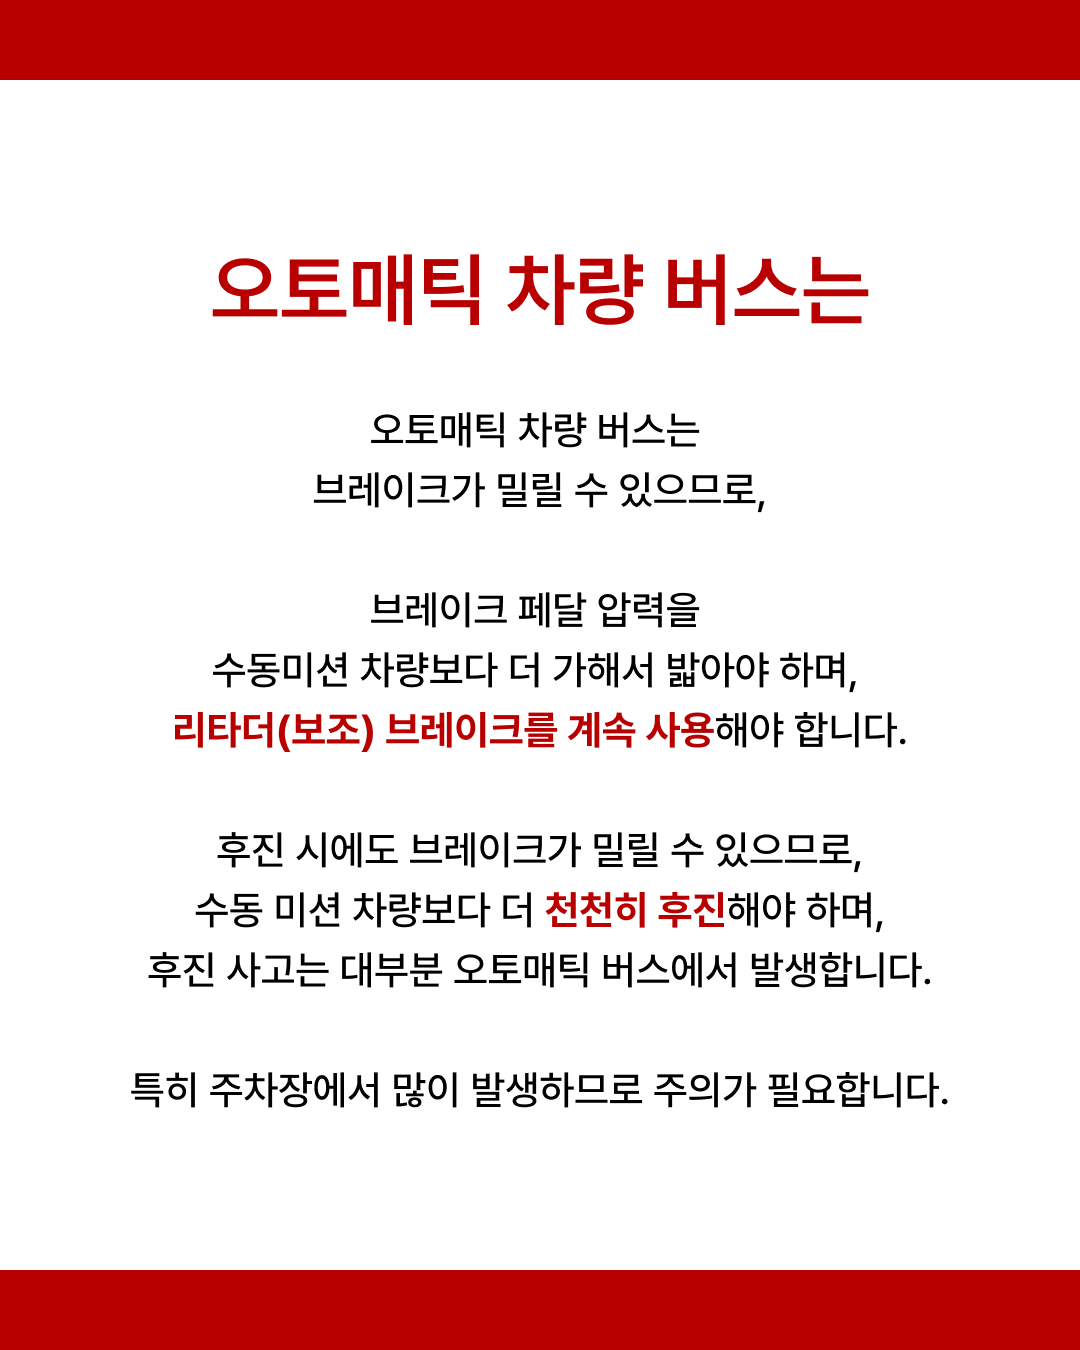 오토매틱 차량 버스는
오토매틱 차량 버스는
브레이크가 밀릴 수 있으므로,
브레이크 페달 압력을
수동미션 차량보다 더 가해서 밟아야 하며,
리타더(보조) 브레이크를 계속 사용해야 합니다.
후진 시에도 브레이크가 밀릴 수 있으므로,
수동 미션 차량보다 더 천천히 후진해야 하며,
후진 사고는 대부분 오토매틱 버스에서 발생합니다.
특히 주차장에서 많이 발생하므로 주의가 필요합니다.